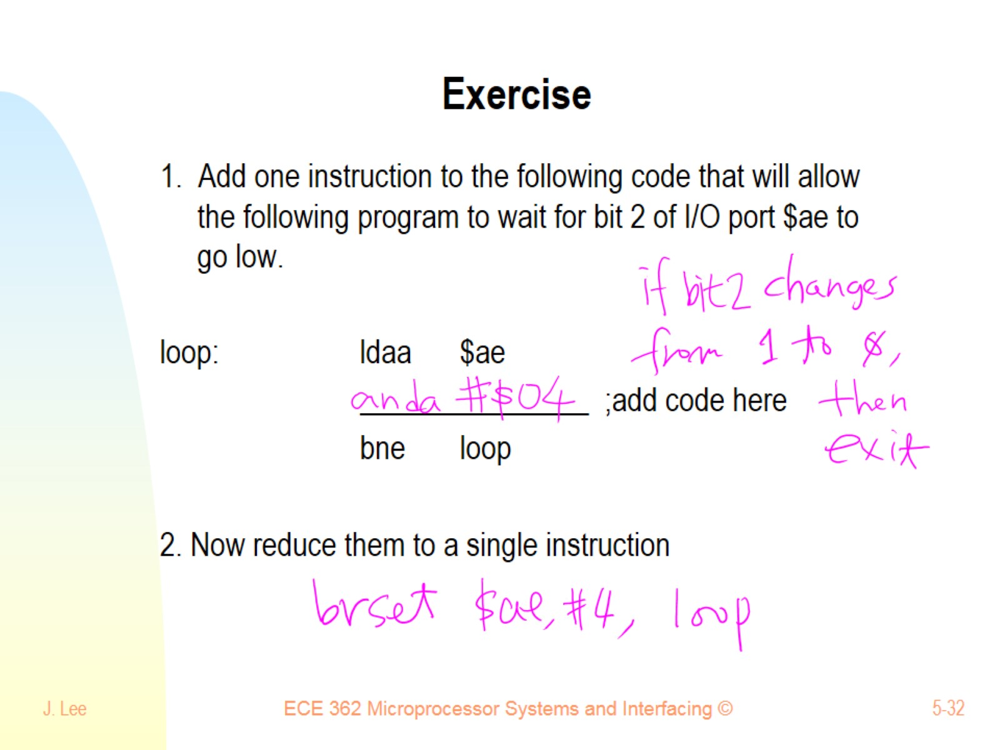 Exercise
1. Add one instruction to the following code that will allow
the following program to wait for bit 2 of I/O port $ae to
go low.
if bit2 changes
from 1 to 0,
then
exit
loop: ldaa $ae
anda #$04 ;add code here
bne loop
2. Now reduce them to a single instruction
brset $ae, #4, loop
J. Lee ECE 362 Microprocessor Systems and Interfacing © 5-32